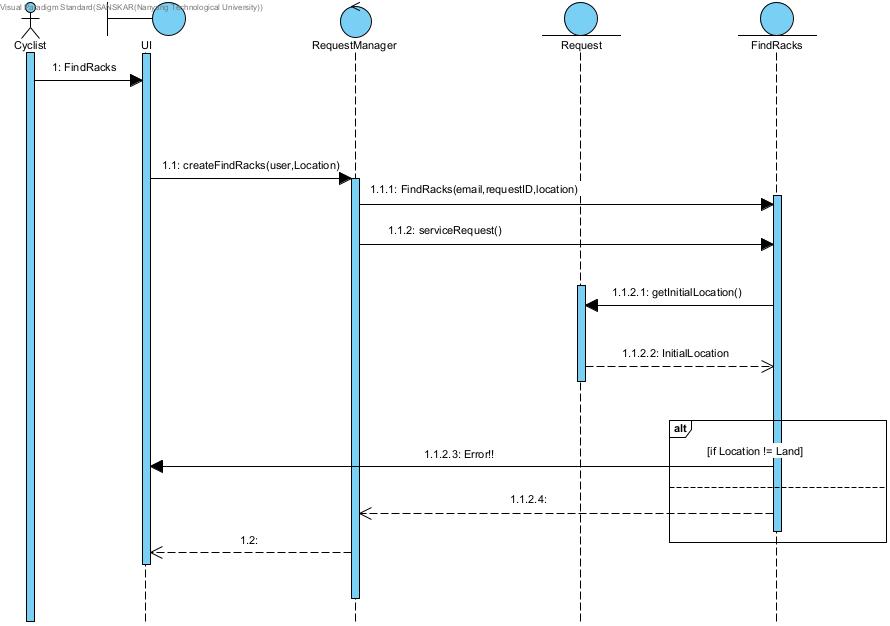 Visual Paradigm Standard(SANSKAR(Nanyang Technological University))
Cyclist
UI
RequestManager
Request
FindRacks
1: FindRacks
1.1: createFindRacks(user,Location)
1.1.1: FindRacks(email,requestID,location)
1.1.2: serviceRequest()
1.1.2.1: getInitialLocation()
1.1.2.2: InitialLocation
alt
[if Location != Land]
1.1.2.3: Error!!
1.1.2.4:
1.2: